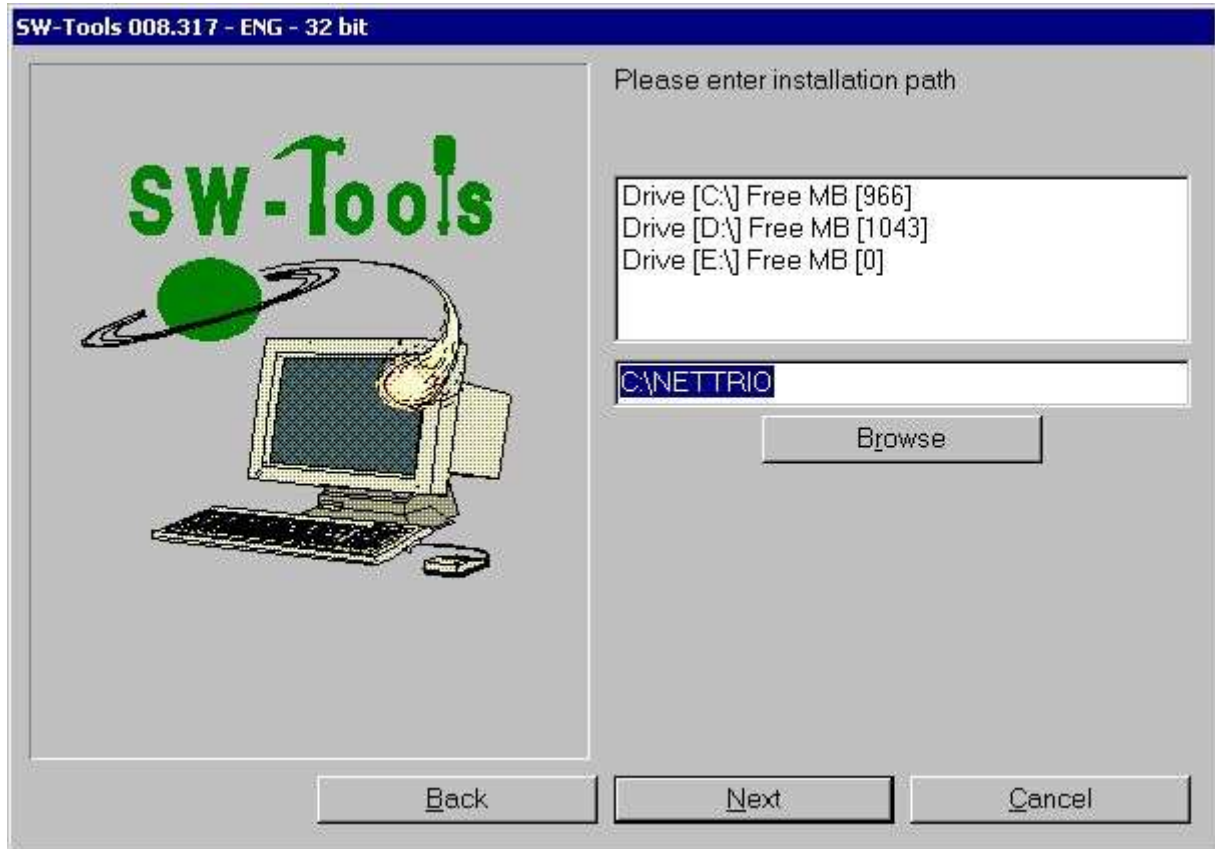 SW-Tools 008.317 - ENG - 32 bit
SW-Tools
Please enter installation path
Drive [C:\] Free MB [966]
Drive [D:\] Free MB [1043]
Drive [E:\] Free MB [0]
C:\NETTRIO
Browse
Back
Next
Cancel